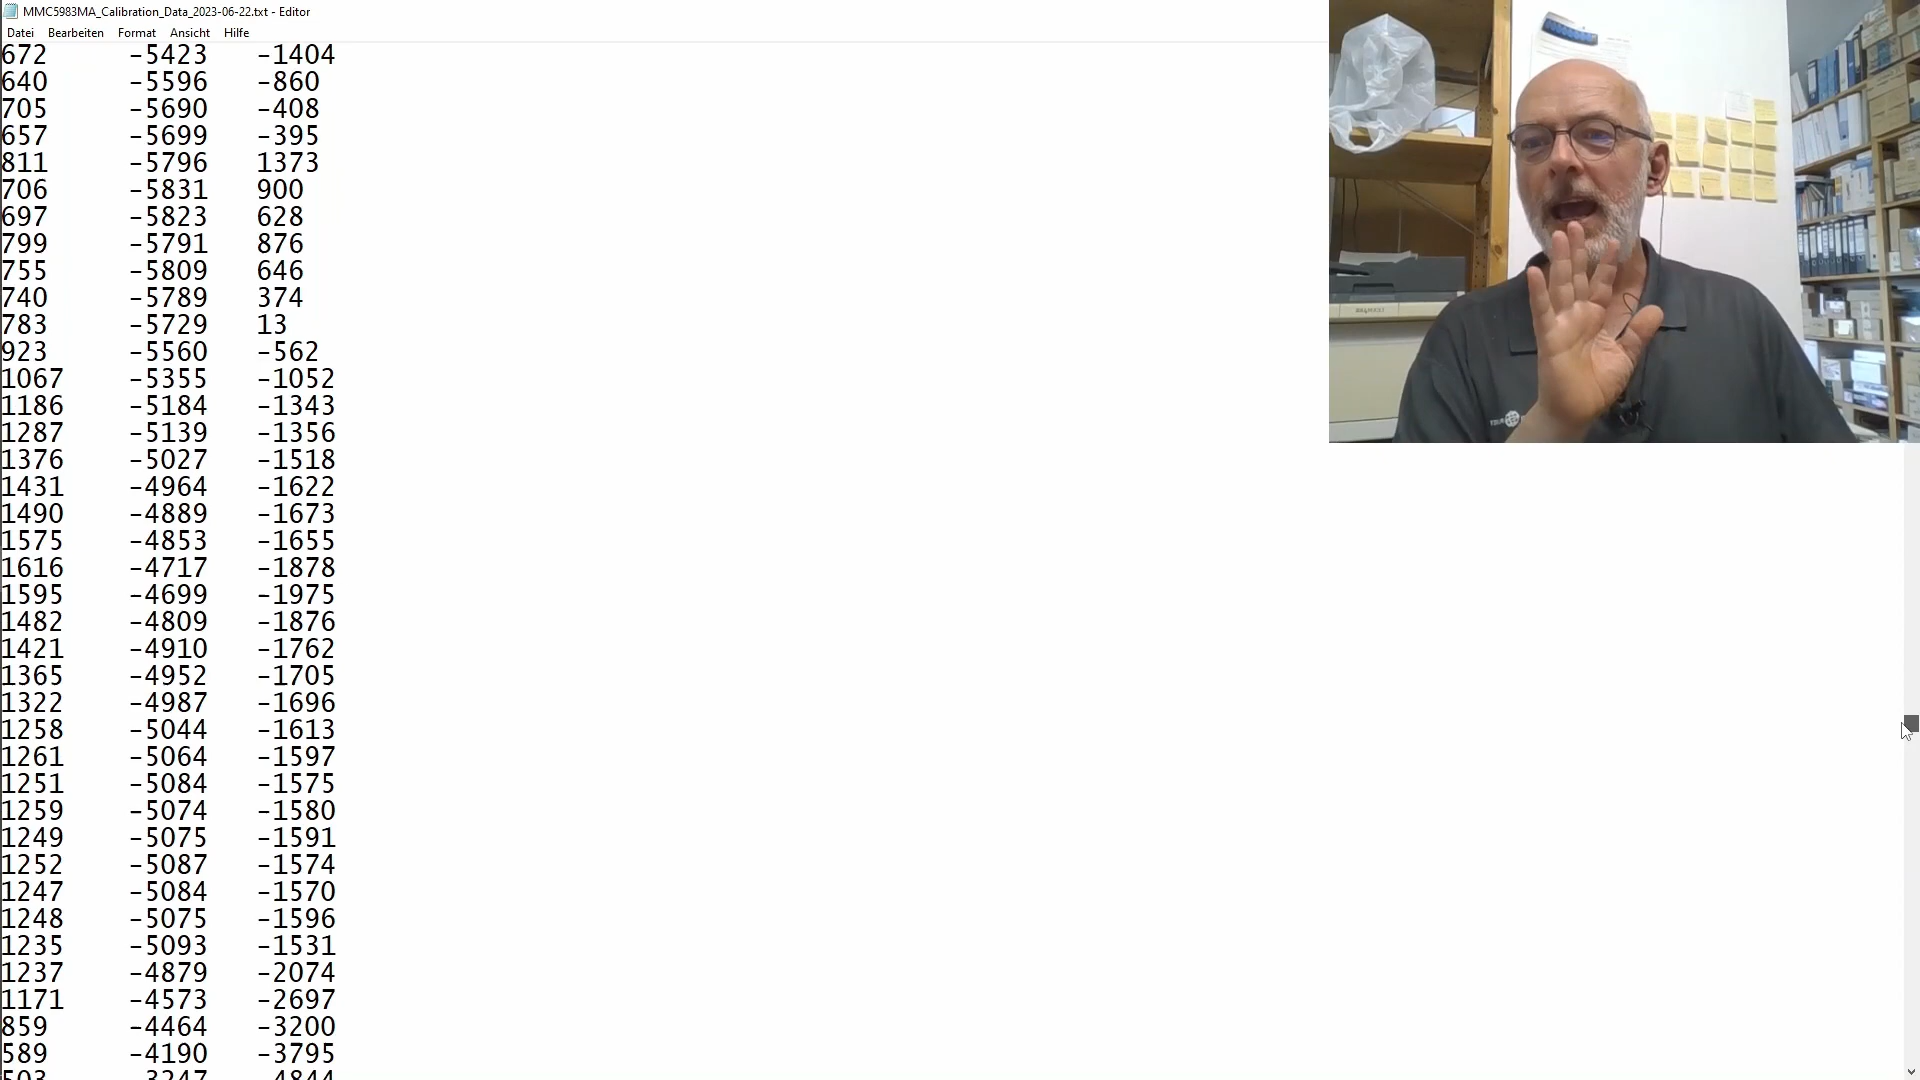 MMC5983MA_Calibration_Data_2023-06-22.txt - Editor
Datei Bearbeiten Format Ansicht Hilfe
672 -5423 -1404
640 -5596 -860
705 -5690 -408
657 -5699 -395
811 -5796 1373
706 -5831 900
697 -5823 628
799 -5791 876
755 -5809 646
740 -5789 374
783 -5729 13
923 -5560 -562
1067 -5355 -1052
1186 -5184 -1343
1287 -5139 -1356
1376 -5027 -1518
1431 -4964 -1622
1490 -4889 -1673
1575 -4853 -1655
1616 -4717 -1878
1595 -4699 -1975
1482 -4809 -1876
1421 -4910 -1762
1365 -4952 -1705
1322 -4987 -1696
1258 -5044 -1613
1261 -5064 -1597
1251 -5084 -1575
1259 -5074 -1580
1249 -5075 -1591
1252 -5087 -1574
1247 -5084 -1570
1248 -5075 -1596
1235 -5093 -1531
1237 -4879 -2074
1171 -4573 -2697
859 -4464 -3200
589 -4190 -3795
503 -3247 -4844